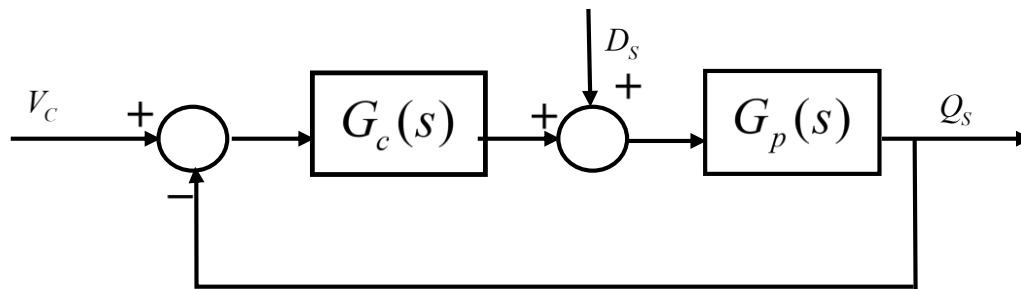 D_s
+
V_C
+
G_c(s)
+
G_p(s)
Q_s
−